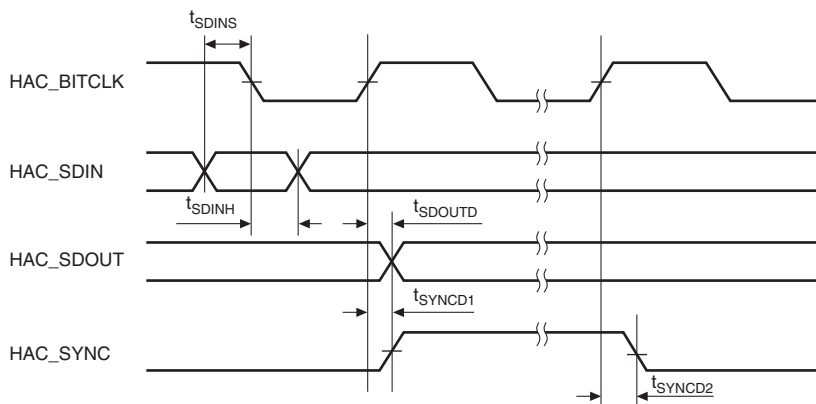 tSDINS
HAC_BITCLK
HAC_SDIN
tSDINH
tSDOUTD
HAC_SDOUT
tSYNCD1
HAC_SYNC
tSYNCD2